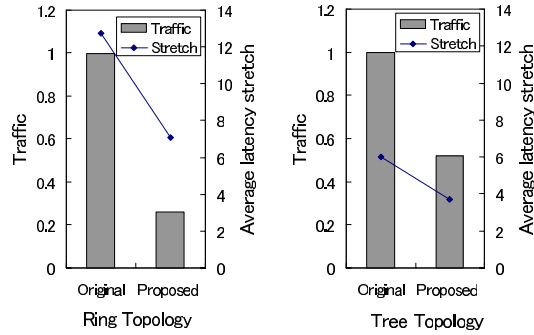 1.2
1
0.8
0.6
0.4
0.2
0
Traffic
Traffic
Stretch
14
12
10
8
6
4
2
0
Average latency stretch
Original Proposed
Ring Topology
1.2
1
0.8
0.6
0.4
0.2
0
Traffic
Traffic
Stretch
14
12
10
8
6
4
2
0
Average latency stretch
Original Proposed
Tree Topology